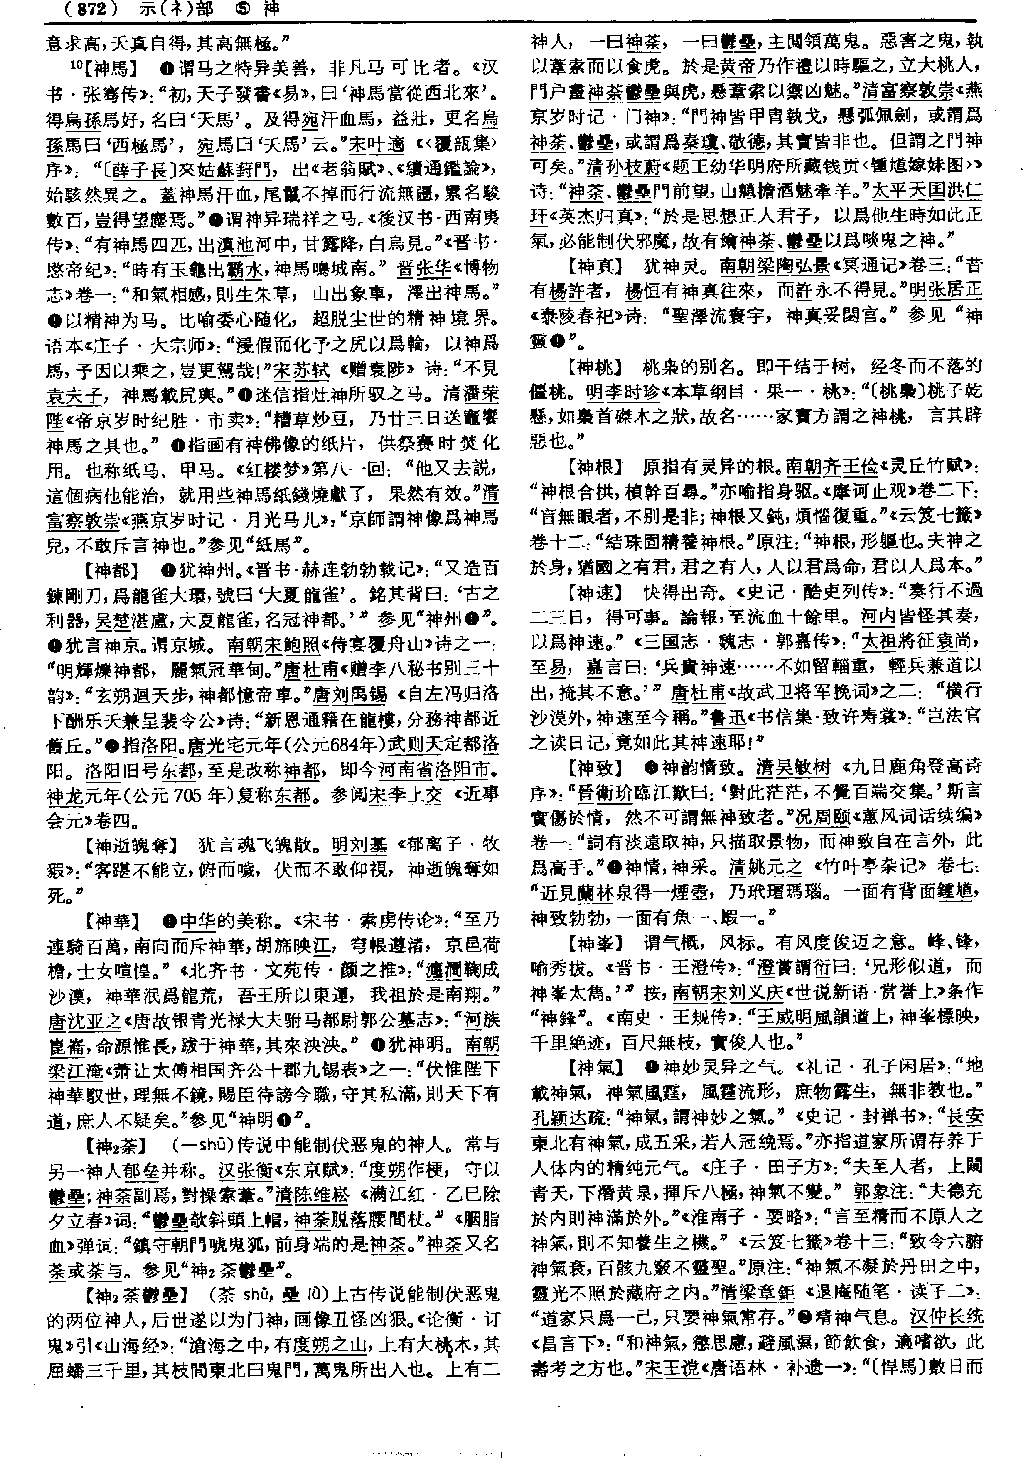 (872) 示(礻)部 ⑤ 神
意求高，天真自得，其高無極。”
10【神馬】 ❶谓马之特异美善，非凡马可比者。《汉
书·张骞传》：“初，天子發書《易》，曰‘神馬當從西北來’。
得烏孫馬好，名曰‘天馬’。及得宛汗血馬，益壯，更名烏
孫馬曰‘西極馬’，宛馬曰‘天馬’云。”宋叶適《〈覆瓿集〉
序》：“〔薛子長〕來姑蘇葑門，出《老翁賦》、《續通鑑論》，
始駭然異之。蓋神馬汗血，尾鬣不掉而行流無疆，累名駿
數百，豈得望塵焉。”❷谓神异瑞祥之马。《後汉书·西南夷
传》：“有神馬四匹，出滇池河中，甘露降，白烏見。”《晋书·
愍帝纪》：“時有玉龜出霸水，神馬鳴城南。”晋张华《博物
志》卷一：“和氣相感，則生朱草，山出象車，澤出神馬。”
❸以精神为马。比喻委心随化，超脱尘世的精神境界。
语本《庄子·大宗师》：“浸假而化予之尻以爲輪，以神爲
馬，予因以乘之，豈更駕哉！”宋苏轼《赠袁陟》诗：“不見
袁夫子，神馬載尻輿。”❹迷信指灶神所驭之马。清潘荣
陛《帝京岁时纪胜·市卖》：“糟草炒豆，乃廿三日送竈饗
神馬之具也。”❺指画有神佛像的纸片，供祭赛时焚化
用。也称纸马、甲马。《红楼梦》第八一回：“他又去説，
這個病他能治，就用些神馬紙錢燒獻了，果然有效。”清
富察敦崇《燕京岁时记·月光马儿》：“京師謂神像爲神馬
兒，不敢斥言神也。”参见“紙馬”。
【神都】 ❶犹神州。《晋书·赫连勃勃载记》：“又造百
鍊剛刀，爲龍雀大環，號曰‘大夏龍雀’。銘其背曰：‘古之
利器，吴楚湛盧，大夏龍雀，名冠神都。’”参见“神州❶”。
❷犹言神京。谓京城。南朝宋鲍照《侍宴覆舟山》诗之一：
“明輝爍神都，麗氣冠華甸。”唐杜甫《赠李八秘书别三十
韵》：“玄朔迴天步，神都憶帝車。”唐刘禹锡《自左冯归洛
下酬乐天兼呈裴令公》诗：“新恩通籍在龍樓，分務神都近
舊丘。”❸指洛阳。唐光宅元年（公元684年）武则天定都洛
阳。洛阳旧号东都，至是改称神都，即今河南省洛阳市。
神龙元年（公元705年）复称东都。参阅宋李上交《近事
会元》卷四。
【神逝魄奪】 犹言魂飞魄散。明刘基《郁离子·牧
豭》：“客踸不能立，俯而噦，伏而不敢仰視，神逝魄奪如
死。”
【神華】 ❶中华的美称。《宋书·索虏传论》：“至乃
連騎百萬，南向而斥神華，胡旆映江，穹帳遵渚，京邑荷
檐，士女喧惶。”《北齐书·文苑传·颜之推》：“瀍澗鞠成
沙漠，神華泯爲龍荒，吾王所以東運，我祖於是南翔。”
唐沈亚之《唐故银青光禄大夫驸马都尉郭公墓志》：“河族
崑崙，命源惟長，跋于神華，其來泱泱。”❷犹神明。南朝
梁江淹《萧让太傅相国齐公十郡九锡表》之一：“伏惟陛下
神華馭世，理無不鏡，賜臣待謗今職，守其私滿，則天下有
道，庶人不疑矣。”参见“神明❶”。
【神₂荼】 （—shū）传说中能制伏恶鬼的神人。常与
另一神人郁垒并称。汉张衡《东京赋》：“度朔作梗，守以
鬱壘；神荼副焉，對操索葦。”清陈维崧《满江红·乙巳除
夕立春》词：“鬱壘欹斜頭上帽，神荼脱落腰間杖。”《胭脂
血》弹词：“鎮守朝門唬鬼狐，前身端的是神荼。”神荼又名
荼或荼与。参见“神₂荼鬱壘”。
【神₂荼鬱壘】 （荼shū，壘lǜ）上古传说能制伏恶鬼
的两位神人，后世遂以为门神，画像丑怪凶狠。《论衡·订
鬼》引《山海经》：“滄海之中，有度朔之山，上有大桃木，其
屈蟠三千里，其枝間東北曰鬼門，萬鬼所出入也。上有二
神人，一曰神荼，一曰鬱壘，主閲領萬鬼。惡害之鬼，執
以葦索而以食虎。於是黄帝乃作禮以時驅之，立大桃人，
門户畫神荼鬱壘與虎，懸葦索以禦凶魅。”清富察敦崇《燕
京岁时记·门神》：“門神皆甲胄執戈，懸弧佩劍，或謂爲
神荼、鬱壘，或謂爲秦瓊、敬德，其實皆非也。但謂之門神
可矣。”清孙枝蔚《题王幼华明府所藏钱贡〈锺馗嫁妹图〉》
诗：“神荼、鬱壘門前望，山魈擔酒魅牽羊。”太平天国洪仁
玕《英杰归真》：“於是思想正人君子，以爲他生時如此正
氣，必能制伏邪魔，故有繪神荼、鬱壘以爲啖鬼之神。”
【神真】 犹神灵。南朝梁陶弘景《冥通记》卷三：“昔
有楊許者，楊恒有神真往來，而許永不得見。”明张居正
《泰陵春祀》诗：“聖澤流寰宇，神真妥閟宫。”参见“神
靈❶”。
【神桃】 桃枭的别名。即干结于树，经冬而不落的
僵桃。明李时珍《本草纲目·果一·桃》：“〔桃梟〕桃子乾
懸，如梟首磔木之狀，故名……家寳方謂之神桃，言其辟
惡也。”
【神根】 原指有灵异的根。南朝齐王俭《灵丘竹赋》：
“神根合拱，楨幹百尋。”亦喻指身驱。《摩诃止观》卷二下：
“盲無眼者，不别是非；神根又鈍，煩惱復重。”《云笈七籤》
卷十二：“結珠固精養神根。”原注：“神根，形軀也。夫神之
於身，猶國之有君，君之有人，人以君爲命，君以人爲本。”
【神速】 快得出奇。《史记·酷吏列传》：“奏行不過
二三日，得可事。論報，至流血十餘里。河内皆怪其奏，
以爲神速。”《三国志·魏志·郭嘉传》：“太祖將征袁尚，
至易，嘉言曰：‘兵貴神速……不如留輜重，輕兵兼道以
出，掩其不意。’”唐杜甫《故武卫将军挽词》之二：“横行
沙漠外，神速至今稱。”鲁迅《书信集·致许寿裳》：“岂法官
之读日记，竟如此其神速耶！”
【神致】 ❶神韵情致。清吴敏树《九日鹿角登高诗
序》：“晉衛玠臨江歎曰：‘對此茫茫，不覺百端交集。’斯言
實傷於情，然不可謂無神致者。”况周颐《蕙风词话续编》
卷一：“詞有淡遠取神，只描取景物，而神致自在言外，此
爲高手。”❷神情；神采。清姚元之《竹叶亭杂记》卷七：
“近見蘭林泉得一煙壺，乃玳瑁瑪瑙。一面有背面鍾馗，
神致勃勃，一面有魚一、蝦一。”
【神峯】 谓气概，风标。有风度俊迈之意。峰、锋，
喻秀拔。《晋书·王澄传》：“澄嘗謂衍曰：‘兄形似道，而
神峯太雋。’”按，南朝宋刘义庆《世说新语·赏誉上》条作
“神鋒”。《南史·王规传》：“王威明風韻遒上，神峯標映，
千里絶迹，百尺無枝，實俊人也。”
【神氣】 ❶神妙灵异之气。《礼记·孔子闲居》：“地
載神氣，神氣風霆，風霆流形，庶物露生，無非教也。”
孔颖达疏：“神氣，謂神妙之氣。”《史记·封禅书》：“長安
東北有神氣，成五采，若人冠絻焉。”亦指道家所谓存养于
人体内的精纯元气。《庄子·田子方》：“夫至人者，上闚
青天，下潛黄泉，揮斥八極，神氣不變。”郭象注：“夫德充
於内則神滿於外。”《淮南子·要略》：“言至精而不原人之
神氣，則不知養生之機。”《云笈七籤》卷十三：“致令六腑
神氣衰，百骸九竅不靈聖。”原注：“神氣不凝於丹田之中，
靈光不照於藏府之内。”清梁章鉅《退庵随笔·读子二》：
“道家只爲一己，只要神氣常存。”❷精神气息。汉仲长统
《昌言下》：“和神氣，懲思慮，避風濕，節飲食，適嗜欲，此
壽考之方也。”宋王谠《唐语林·补遗一》：“〔悍馬〕數日而